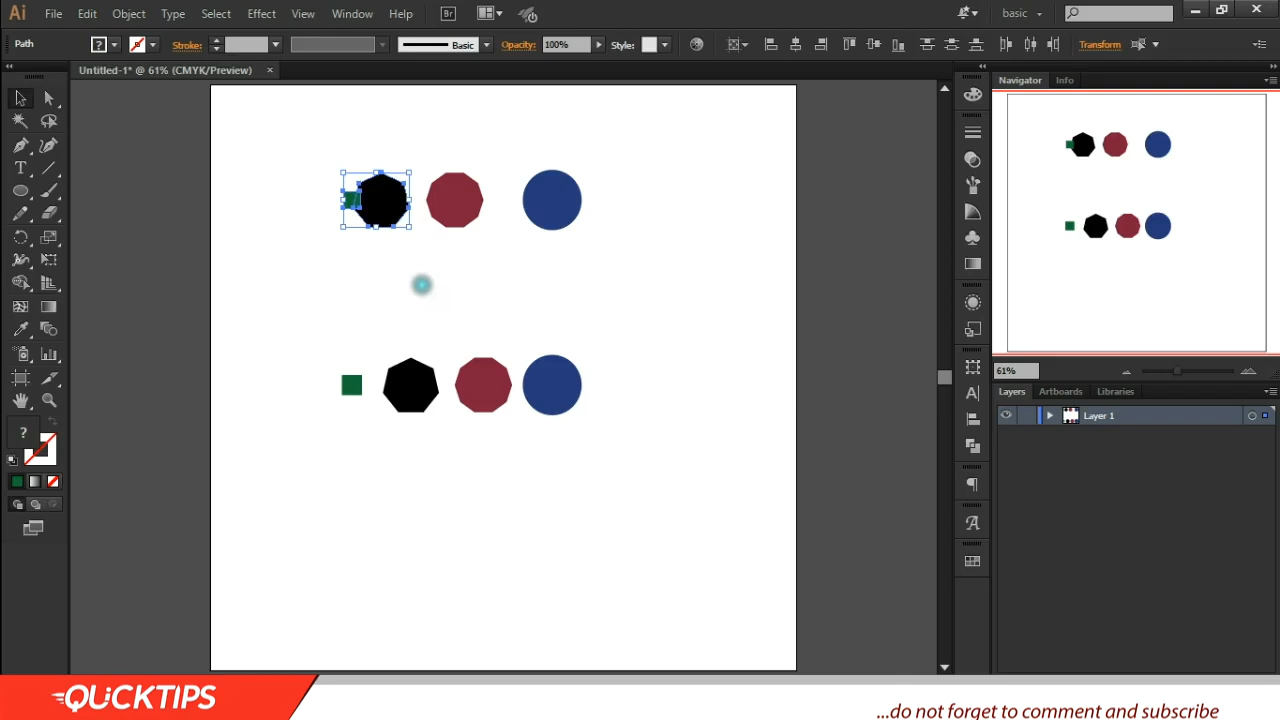 Ai File Edit Object Type Select Effect View Window Help Br basic
Path ? Stroke: Basic Opacity: 100% Style: Transform
Untitled-1* @ 61% (CMYK/Preview)
Navigator Info
61%
Layers Artboards Libraries
Layer 1
?
QUCKTIPS
...do not forget to comment and subscribe